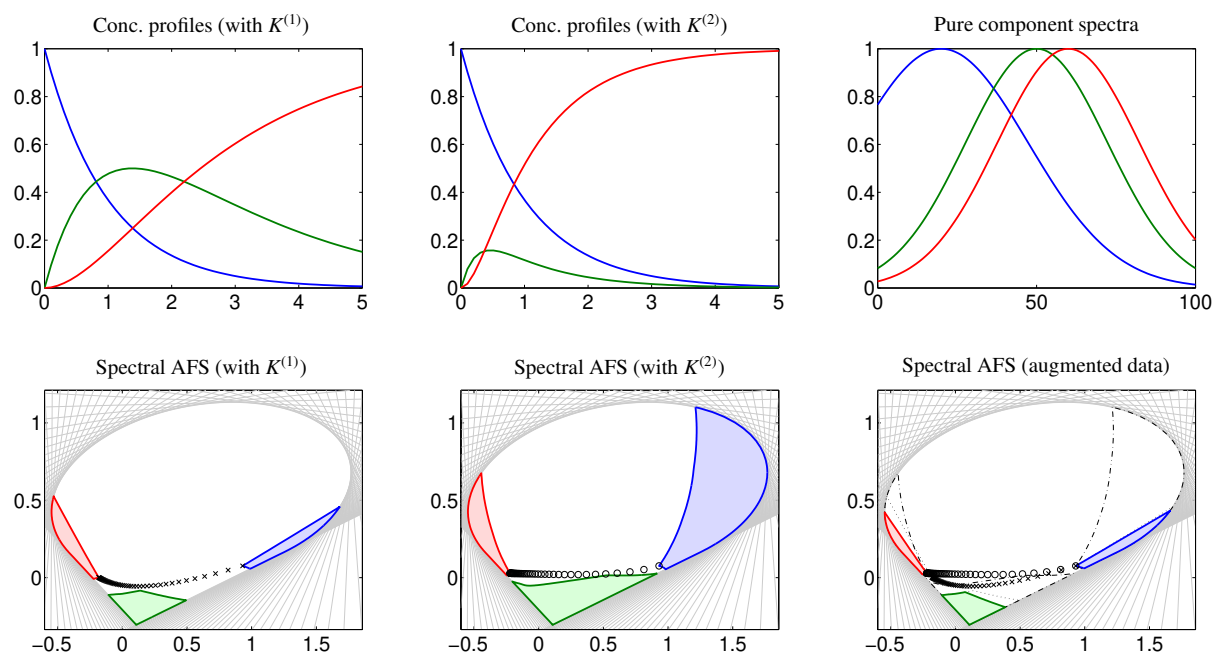 Conc. profiles (with K^(1))
Conc. profiles (with K^(2))
Pure component spectra
1
0.8
0.6
0.4
0.2
0
0 1 2 3 4 5
1
0.8
0.6
0.4
0.2
0
0 1 2 3 4 5
1
0.8
0.6
0.4
0.2
0
0 50 100
Spectral AFS (with K^(1))
Spectral AFS (with K^(2))
Spectral AFS (augmented data)
1
0.5
0
−0.5 0 0.5 1 1.5
1
0.5
0
−0.5 0 0.5 1 1.5
1
0.5
0
−0.5 0 0.5 1 1.5